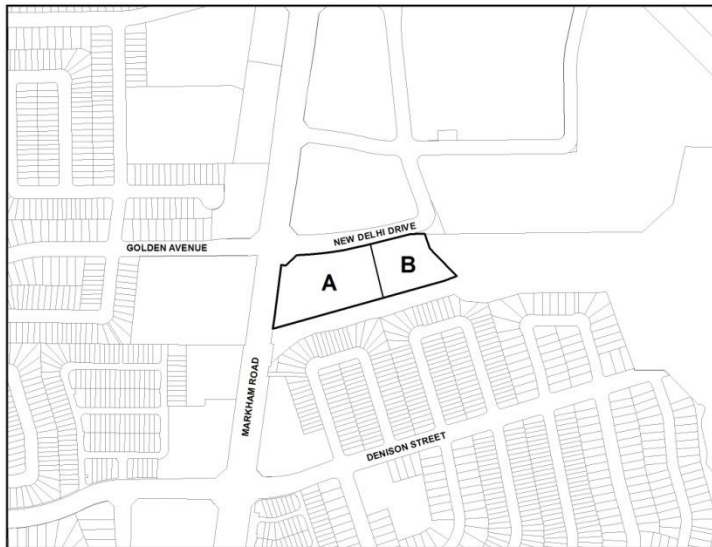 NEW DELHI DRIVE
GOLDEN AVENUE
A
B
MARKHAM ROAD
DENISON STREET